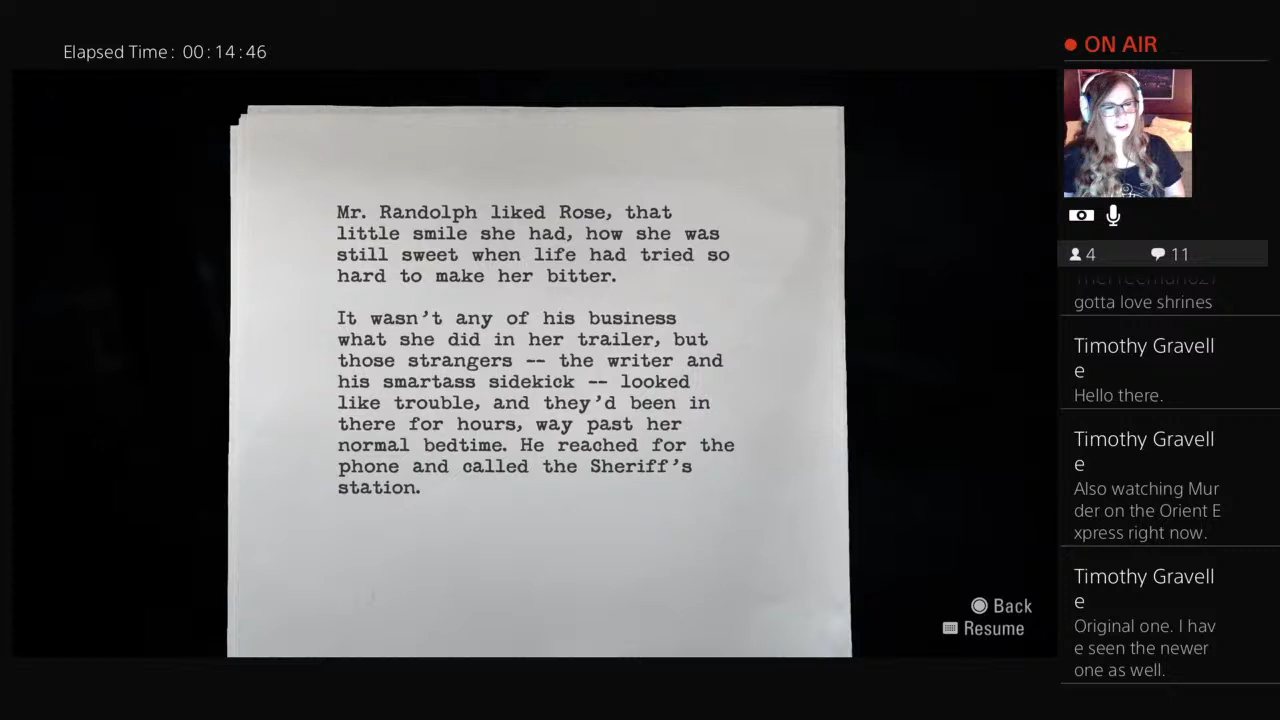 Elapsed Time: 00:14:46
ON AIR
Mr. Randolph liked Rose, that
little smile she had, how she was
still sweet when life had tried so
hard to make her bitter.
It wasn't any of his business
what she did in her trailer, but
those strangers -- the writer and
his smartass sidekick -- looked
like trouble, and they'd been in
there for hours, way past her
normal bedtime. He reached for the
phone and called the Sheriff's
station.
Back
Resume
4
11
gotta love shrines
Timothy Gravell
e
Hello there.
Timothy Gravell
e
Also watching Mur
der on the Orient E
xpress right now.
Timothy Gravell
e
Original one. I hav
e seen the newer
one as well.